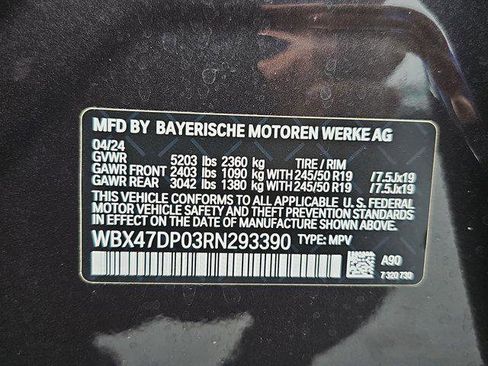 MFD BY BAYERISCHE MOTOREN WERKE AG
04/24
GVWR 5203 lbs 2360 kg TIRE / RIM
GAWR FRONT 2403 lbs 1090 kg WITH 245/50 R19 /7.5Jx19
GAWR REAR 3042 lbs 1380 kg WITH 245/50 R19 /7.5Jx19
THIS VEHICLE CONFORMS TO ALL APPLICABLE U. S. FEDERAL
MOTOR VEHICLE SAFETY AND THEFT PREVENTION STANDARDS
IN EFFECT ON THE DATE OF MANUFACTURE SHOWN ABOVE.
WBX47DP03RN293390 TYPE: MPV
A90
7 320 730